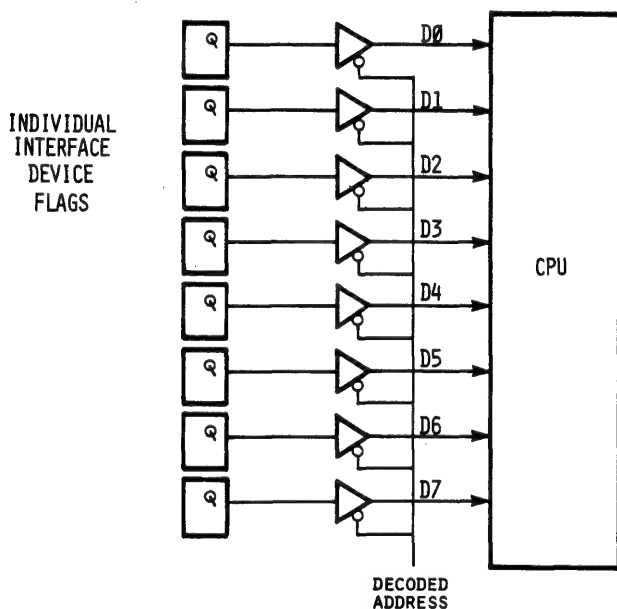 INDIVIDUAL
INTERFACE
DEVICE
FLAGS
Q
Q
Q
Q
Q
Q
Q
Q
DØ
D1
D2
D3
D4
D5
D6
D7
CPU
DECODED
ADDRESS